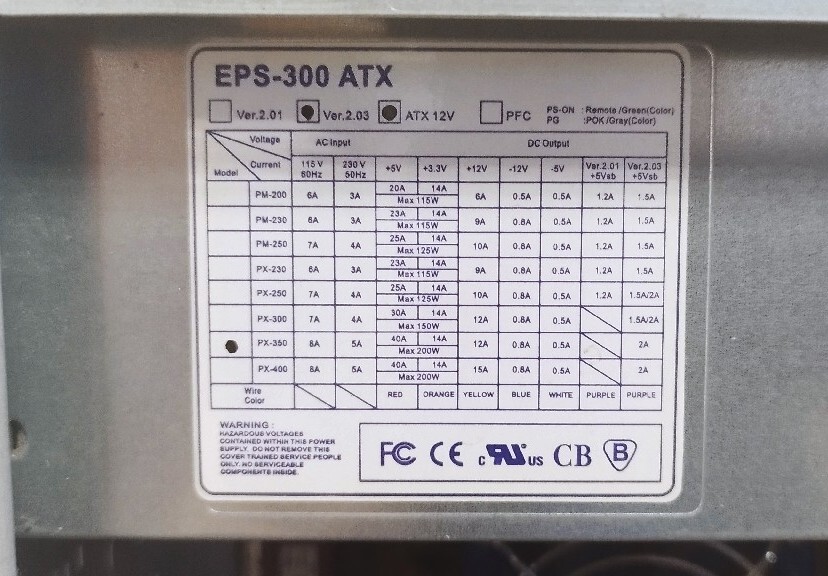 EPS-300 ATX
Ver.2.01 Ver.2.03 ATX 12V PFC PS-ON : Remote /Green(Color)
PG :POK /Gray(Color)
Voltage AC Input DC Output
Model Current 115 V 60Hz 230 V 50Hz +5V +3.3V +12V -12V -5V Ver.2.01 +5Vsb Ver.2.03 +5Vsb
PM-200 6A 3A 20A 14A Max 115W 6A 0.5A 0.5A 1.2A 1.5A
PM-230 6A 3A 23A 14A Max 115W 9A 0.8A 0.5A 1.2A 1.5A
PM-250 7A 4A 25A 14A Max 125W 10A 0.8A 0.5A 1.2A 1.5A
PX-230 6A 3A 23A 14A Max 115W 9A 0.8A 0.5A 1.2A 1.5A
PX-250 7A 4A 25A 14A Max 125W 10A 0.8A 0.5A 1.2A 1.5A/2A
PX-300 7A 4A 30A 14A Max 150W 12A 0.8A 0.5A 1.5A/2A
PX-350 8A 5A 40A 14A Max 200W 12A 0.8A 0.5A 2A
PX-400 8A 5A 40A 14A Max 200W 15A 0.8A 0.5A 2A
Wire Color RED ORANGE YELLOW BLUE WHITE PURPLE PURPLE
WARNING :
HAZARDOUS VOLTAGES
CONTAINED WITHIN THIS POWER
SUPPLY. DO NOT REMOVE THIS
COVER TRAINED SERVICE PEOPLE
ONLY. NO SERVICEABLE
COMPONENTS INSIDE.
FC CE c RU US CB B